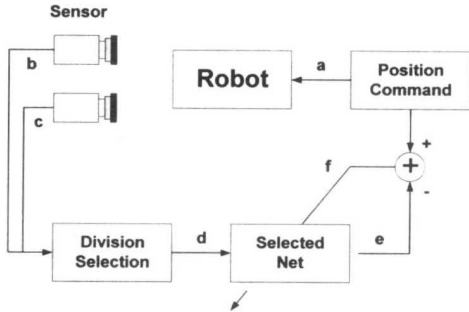 Sensor
b
c
Robot
a
Position
Command
+
+
-
f
Division
Selection
d
Selected
Net
e